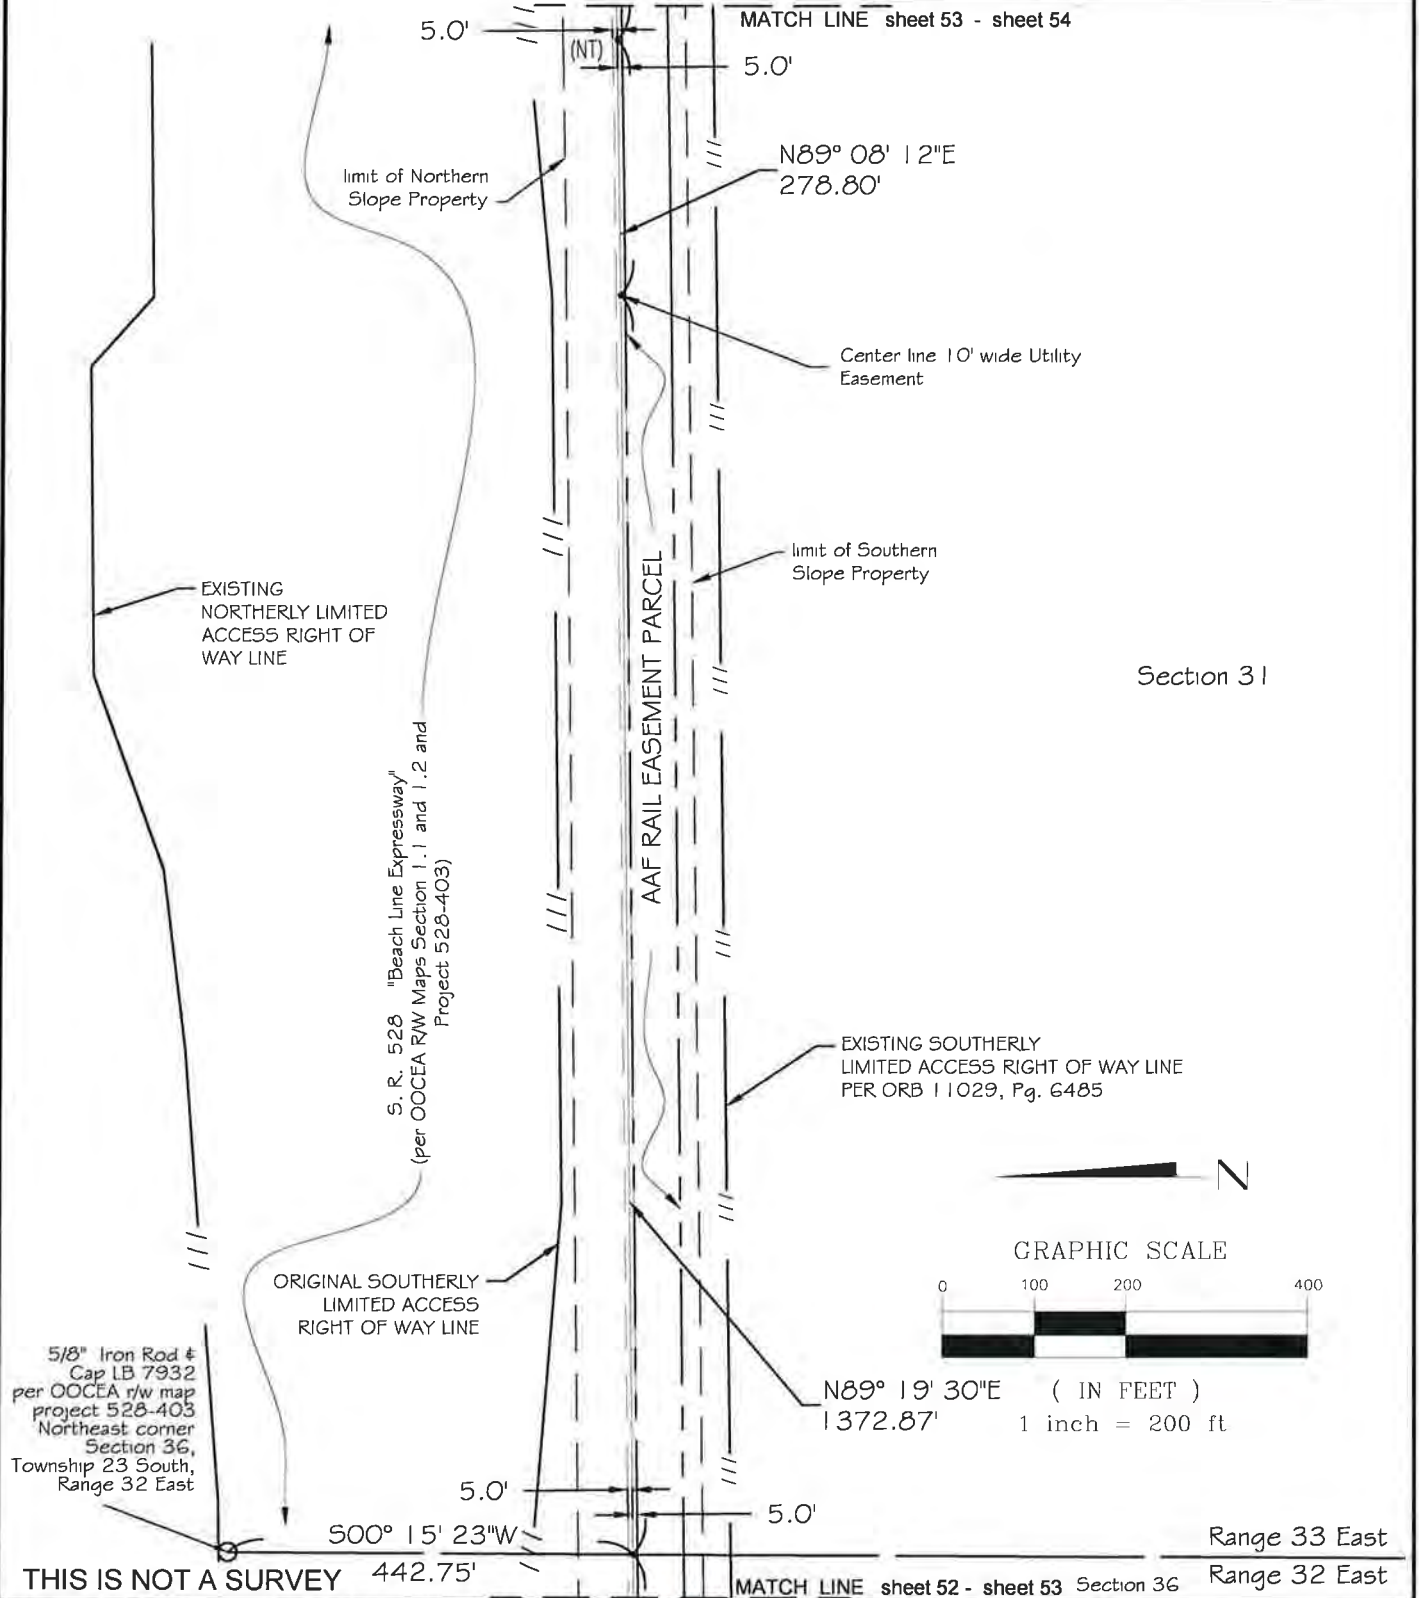 MATCH LINE sheet 53 - sheet 54
5.0'
(NT)
5.0'
N89° 08' 12"E
278.80'
limit of Northern
Slope Property
Center line 10' wide Utility
Easement
limit of Southern
Slope Property
EXISTING
NORTHERLY LIMITED
ACCESS RIGHT OF
WAY LINE
AAF RAIL EASEMENT PARCEL
Section 31
S. R. 528 "Beach Line Expressway"
(per OOCEA R/W Maps Section 1.1 and 1.2 and
Project 528-403)
EXISTING SOUTHERLY
LIMITED ACCESS RIGHT OF WAY LINE
PER ORB 11029, Pg. 6485
N
GRAPHIC SCALE
0 100 200 400
( IN FEET )
1 inch = 200 ft
ORIGINAL SOUTHERLY
LIMITED ACCESS
RIGHT OF WAY LINE
N89° 19' 30"E
1372.87'
5/8" Iron Rod &
Cap LB 7932
per OOCEA r/w map
project 528-403
Northeast corner
Section 36,
Township 23 South,
Range 32 East
5.0'
5.0'
S00° 15' 23"W
442.75'
Range 33 East
Range 32 East
THIS IS NOT A SURVEY
MATCH LINE sheet 52 - sheet 53 Section 36